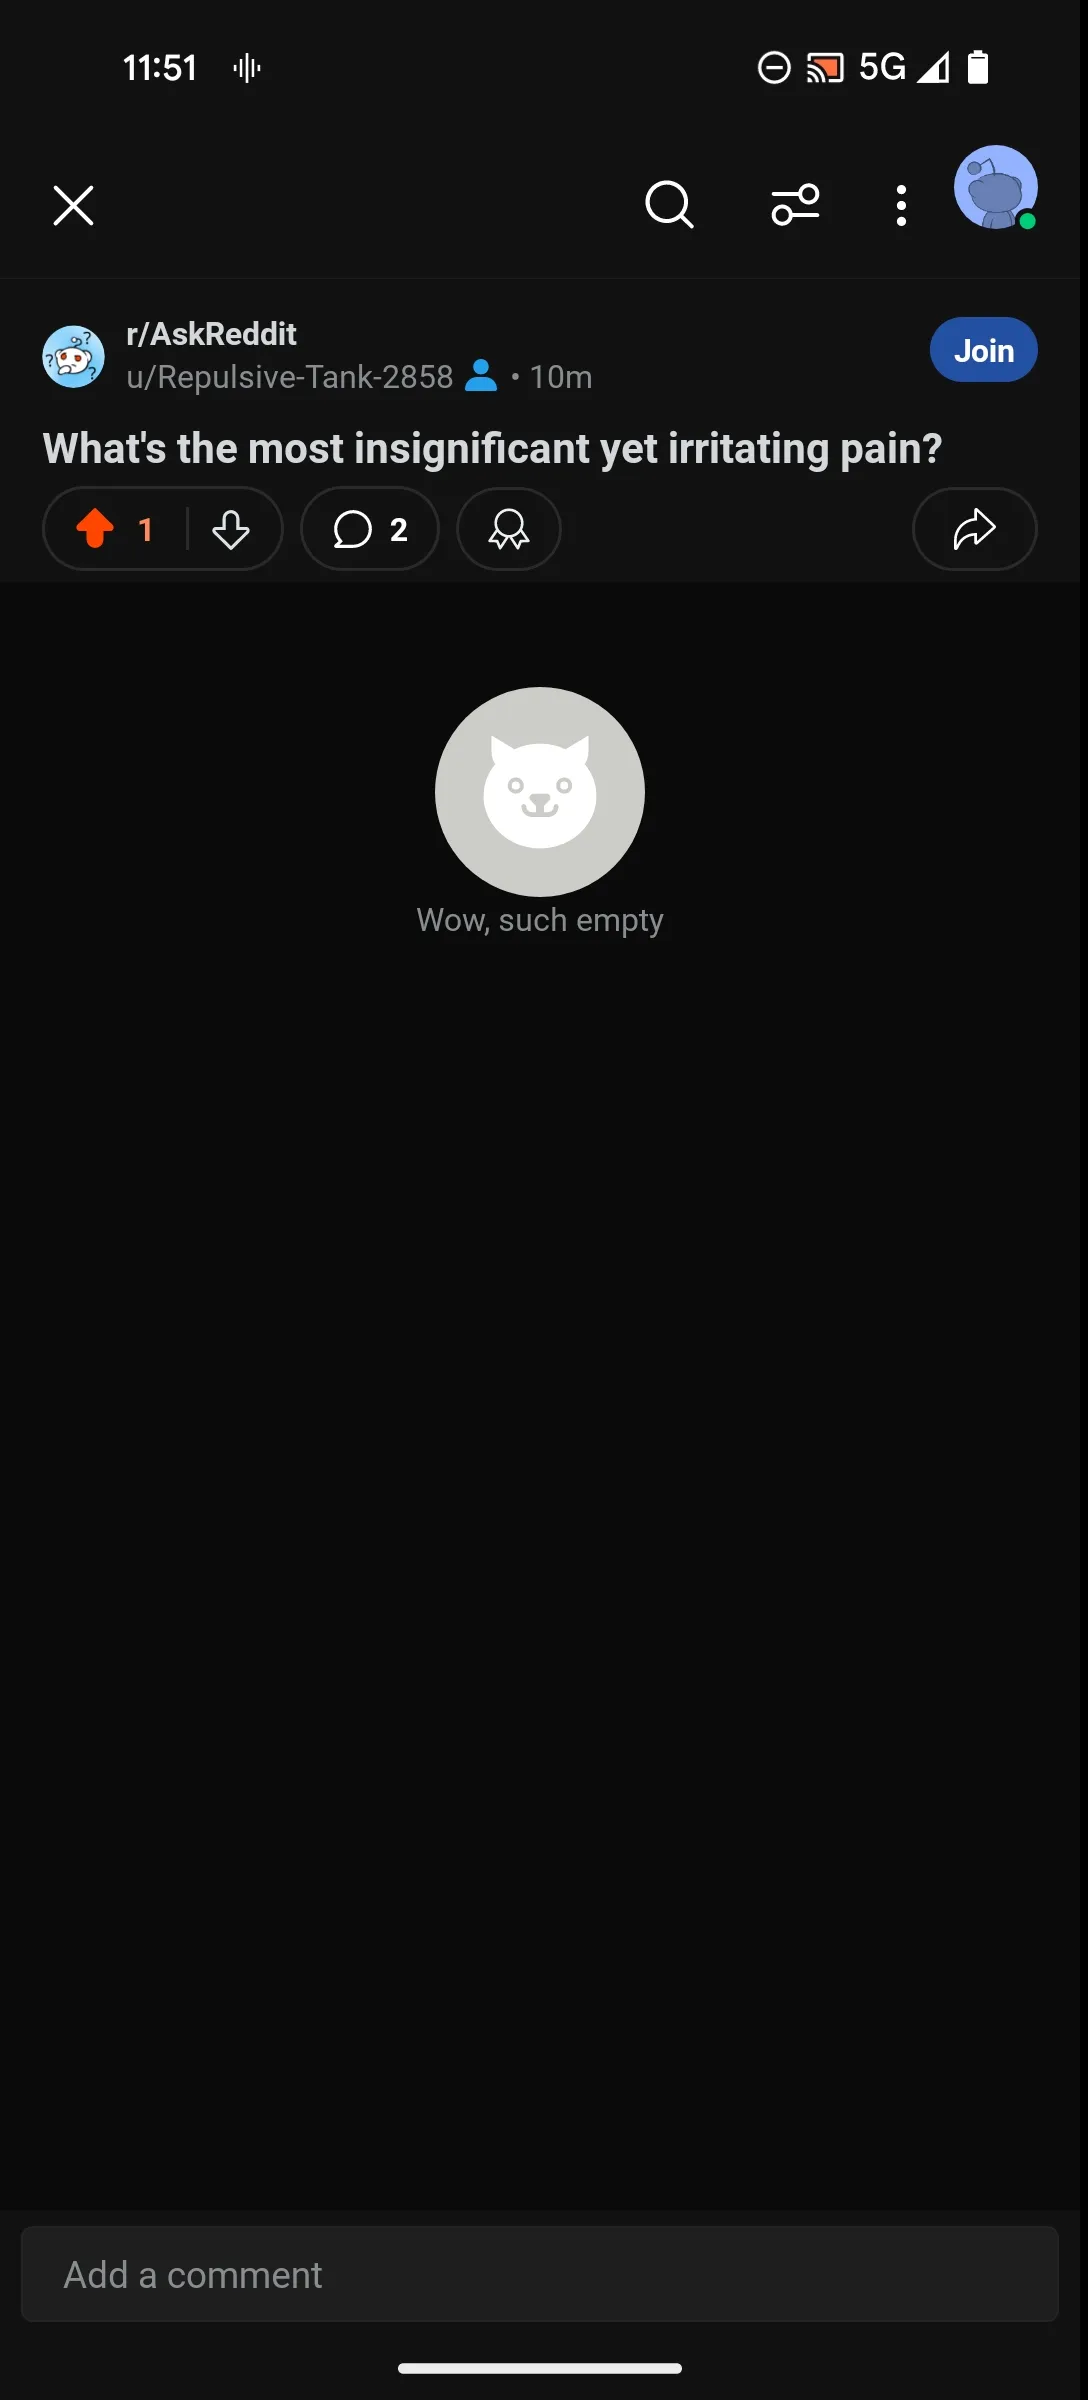 11:51 5G
r/AskReddit
u/Repulsive-Tank-2858 • 10m
Join
What's the most insignificant yet irritating pain?
1 2
Wow, such empty
Add a comment